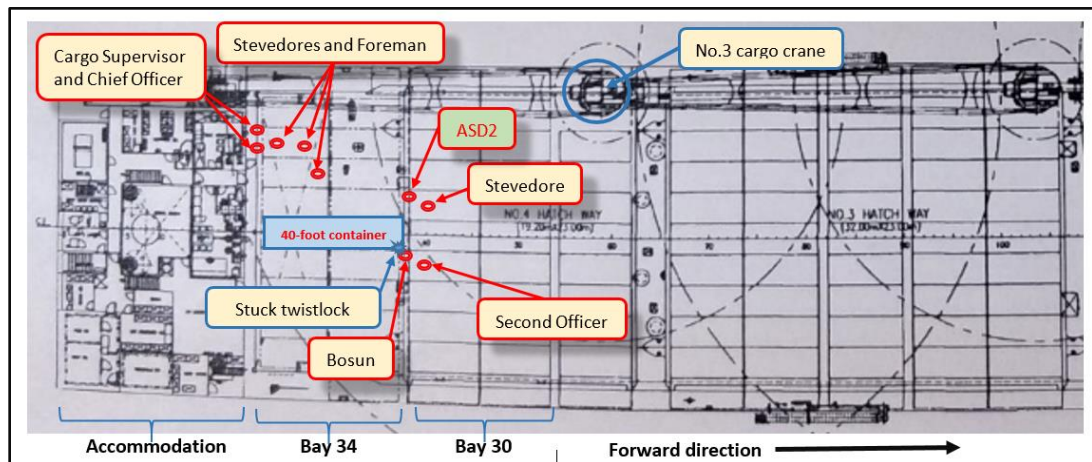 Cargo Supervisor
and Chief Officer
Stevedores and Foreman
No.3 cargo crane
ASD2
Stevedore
NO.4 HATCH WAY
NO.3 HATCH WAY
40-foot container
Stuck twistlock
Second Officer
Bosun
Accommodation
Bay 34
Bay 30
Forward direction